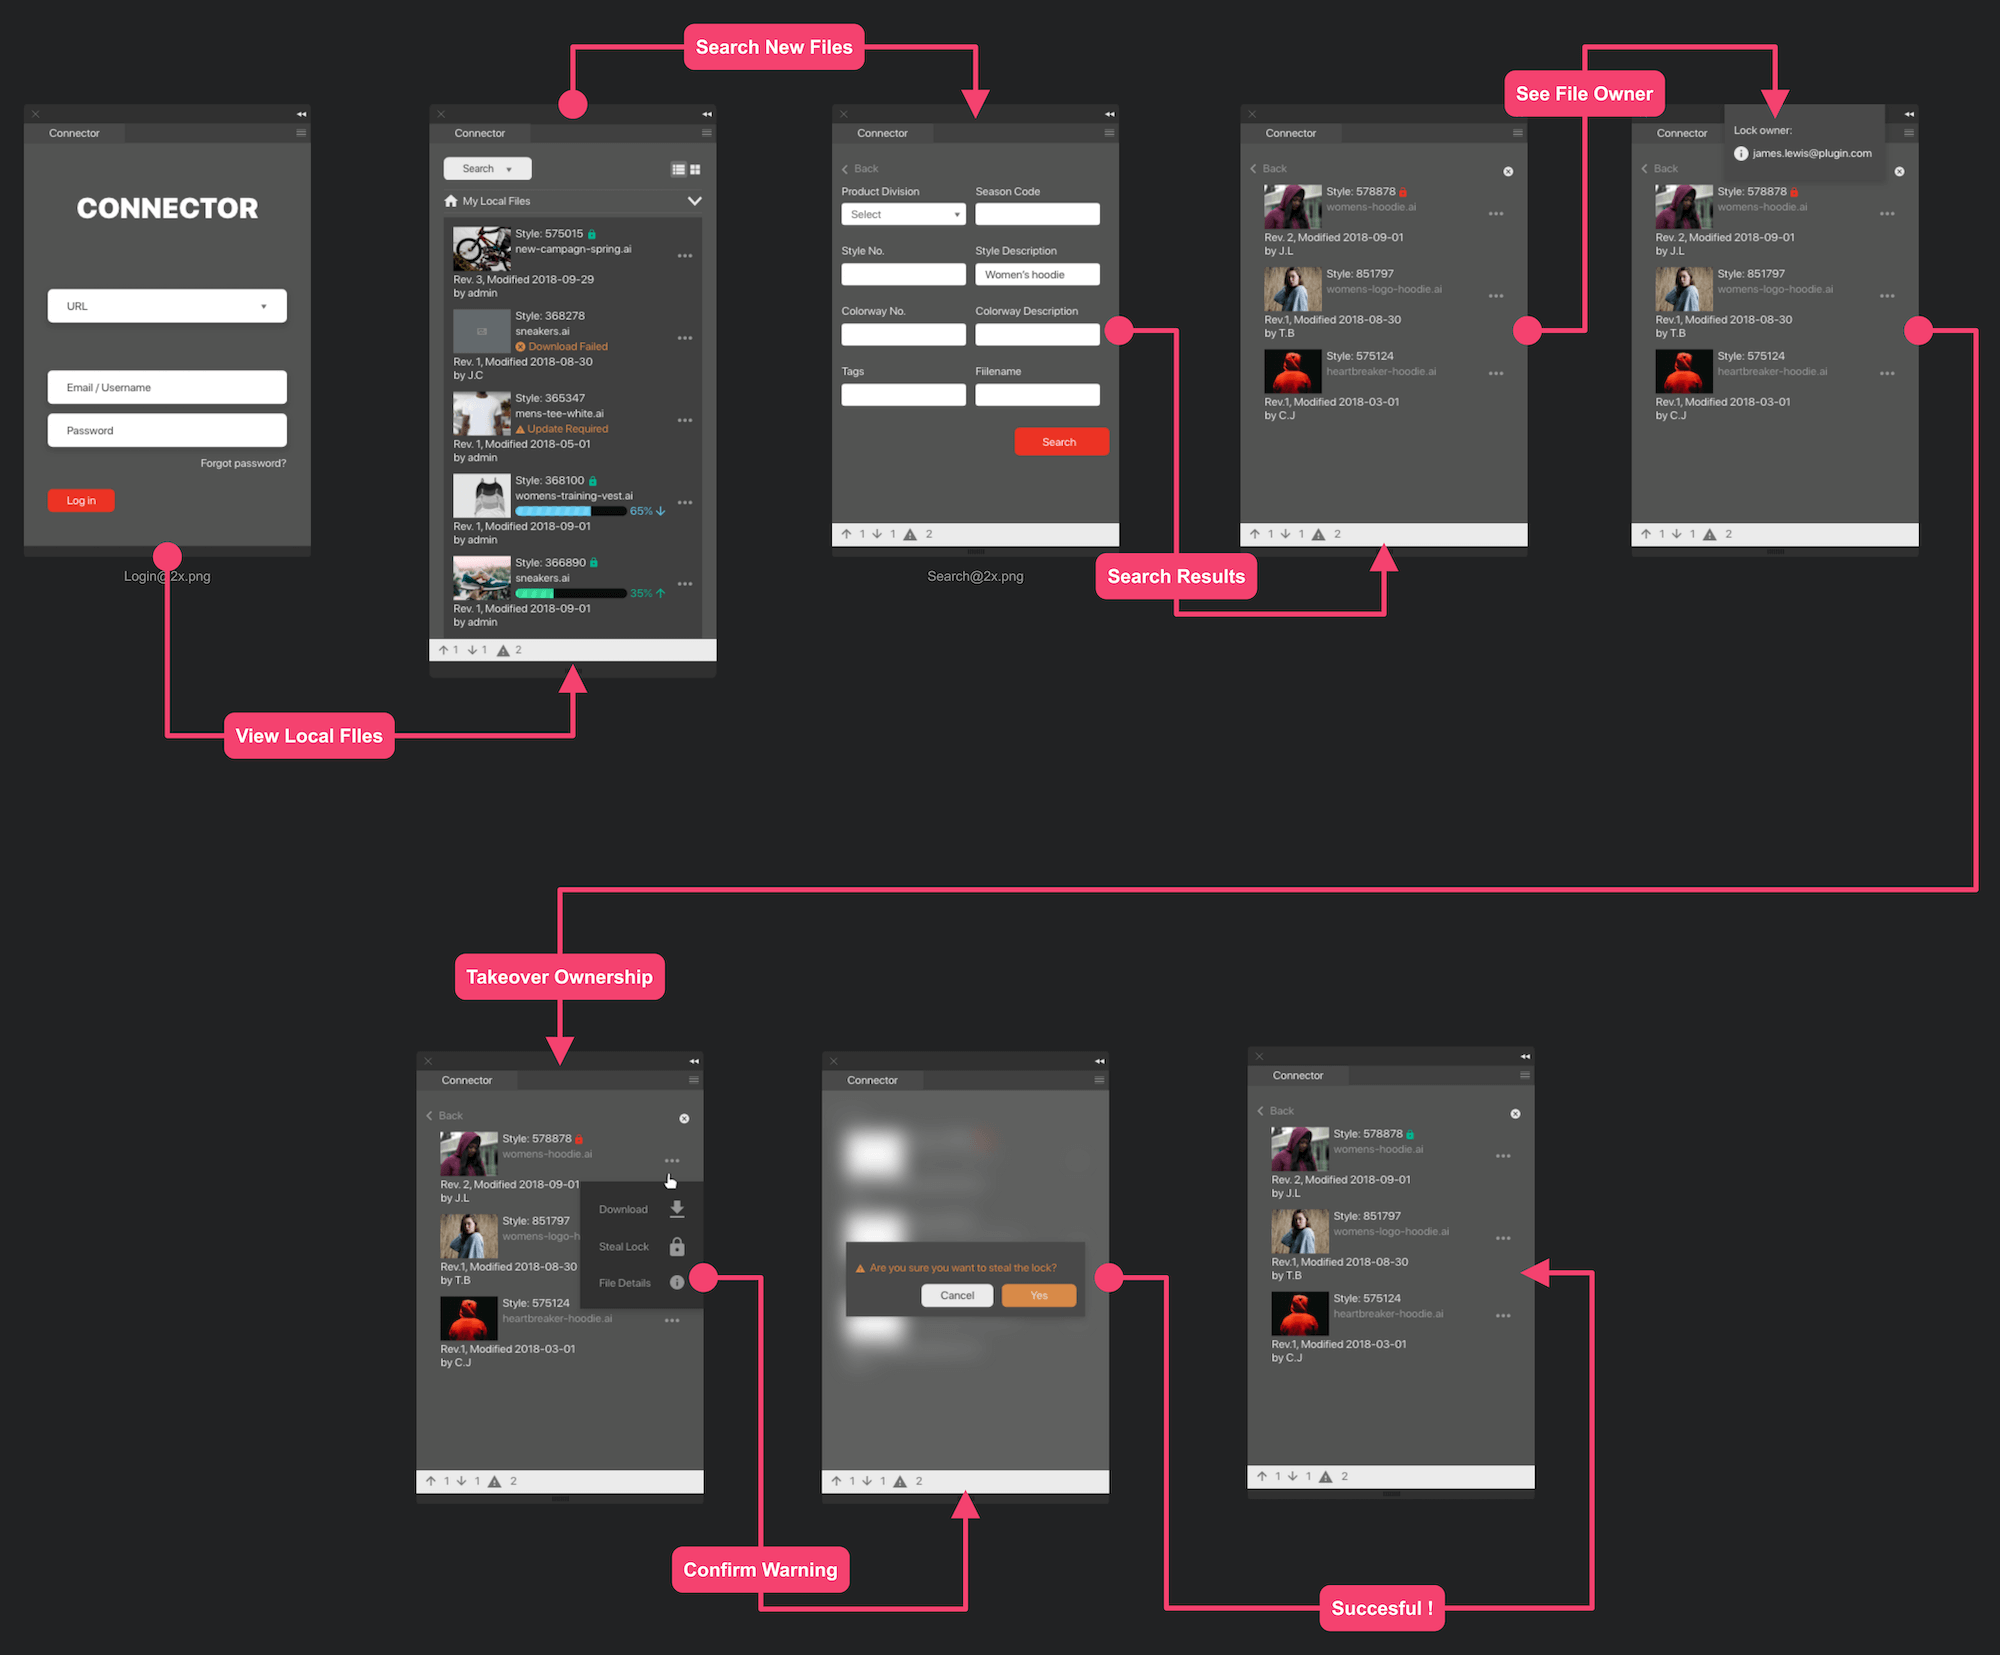 Search New Files
See File Owner
Connector
CONNECTOR
URL
Email / Username
Password
Forgot password?
Log in
Login@2x.png
View Local FIles
Connector
Search
My Local Files
Style: 575015
new-campagn-spring.ai
Rev. 3, Modified 2018-09-29
by admin
Style: 368278
sneakers.ai
Download Failed
Rev. 1, Modified 2018-08-30
by J.C
Style: 365347
mens-tee-white.ai
Update Required
Rev. 1, Modified 2018-05-01
by admin
Style: 368100
womens-training-vest.ai
65%
Rev. 1, Modified 2018-09-01
by admin
Style: 366890
sneakers.ai
35%
Rev. 1, Modified 2018-09-01
by admin
1 1 2
Connector
Back
Product Division Season Code
Select
Style No. Style Description
Women's hoodie
Colorway No. Colorway Description
Tags Fiilename
Search
1 1 2
Search@2x.png
Search Results
Connector
Back
Style: 578878
womens-hoodie.ai
Rev. 2, Modified 2018-09-01
by J.L
Style: 851797
womens-logo-hoodie.ai
Rev.1, Modified 2018-08-30
by T.B
Style: 575124
heartbreaker-hoodie.ai
Rev.1, Modified 2018-03-01
by C.J
1 1 2
Connector
Lock owner:
james.lewis@plugin.com
Back
Style: 578878
womens-hoodie.ai
Rev. 2, Modified 2018-09-01
by J.L
Style: 851797
womens-logo-hoodie.ai
Rev.1, Modified 2018-08-30
by T.B
Style: 575124
heartbreaker-hoodie.ai
Rev.1, Modified 2018-03-01
by C.J
1 1 2
Takeover Ownership
Connector
Back
Style: 578878
womens-hoodie.ai
Rev. 2, Modified 2018-09-01
by J.L
Download
Steal Lock
File Details
Style: 851797
womens-logo-h
Rev.1, Modified 2018-08-30
by T.B
Style: 575124
heartbreaker-hoodie.ai
Rev.1, Modified 2018-03-01
by C.J
1 1 2
Confirm Warning
Connector
Are you sure you want to steal the lock?
Cancel Yes
1 1 2
Succesful !
Connector
Back
Style: 578878
womens-hoodie.ai
Rev. 2, Modified 2018-09-01
by J.L
Style: 851797
womens-logo-hoodie.ai
Rev.1, Modified 2018-08-30
by T.B
Style: 575124
heartbreaker-hoodie.ai
Rev.1, Modified 2018-03-01
by C.J
1 1 2